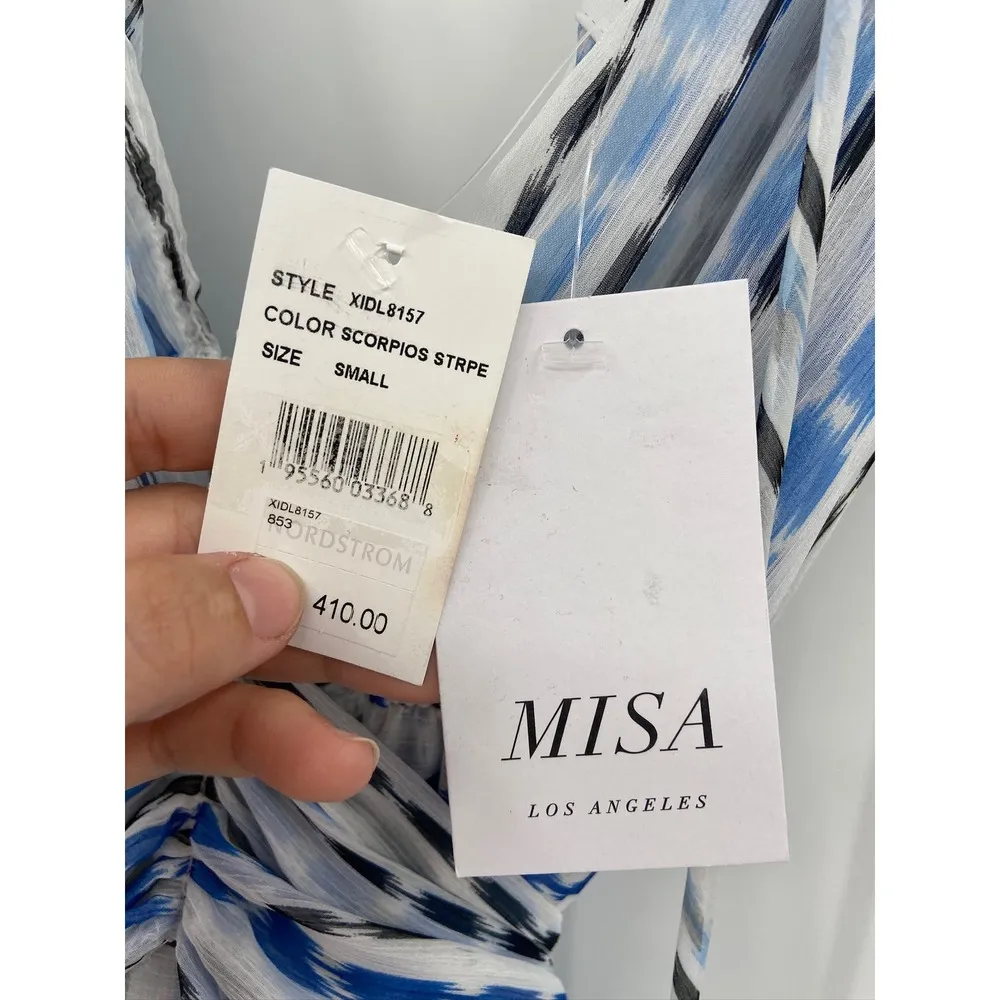 STYLE XIDL8157
COLOR SCORPIOS STRPE
SIZE SMALL
1 95560 03368 8
XIDL8157
853
NORDSTROM
410.00
MISA
LOS ANGELES